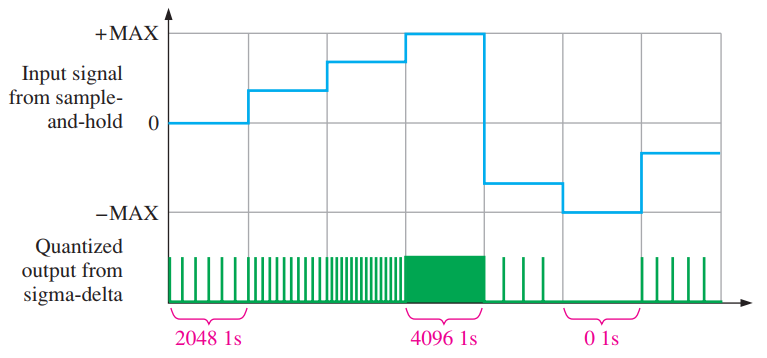 +MAX
Input signal
from sample-
and-hold
0
−MAX
Quantized
output from
sigma-delta
2048 1s
4096 1s
0 1s